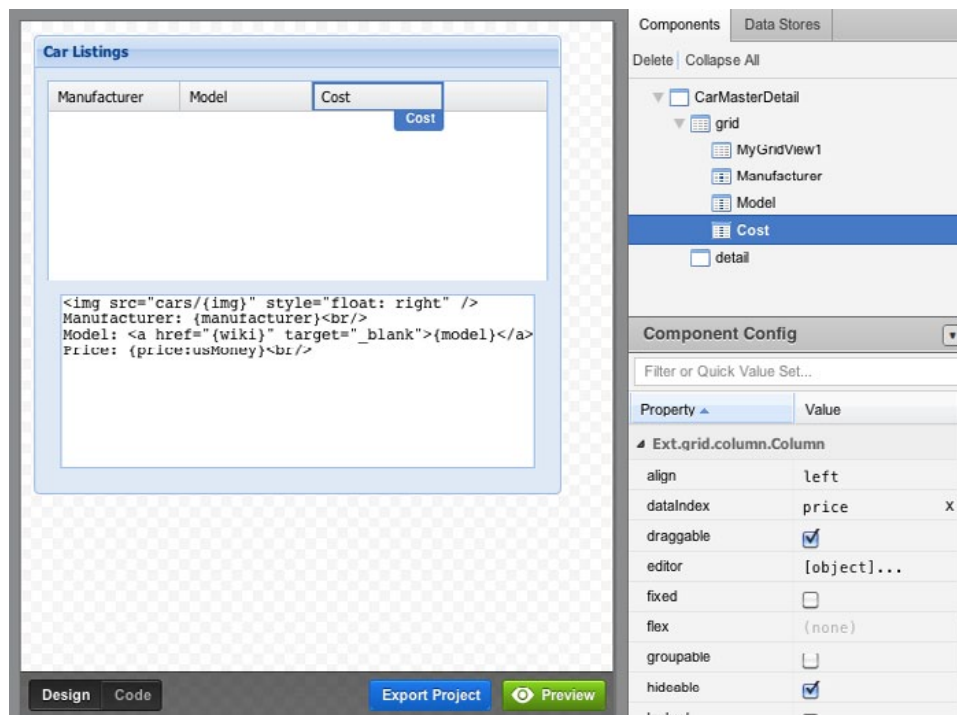 Components Data Stores
Delete Collapse All
CarMasterDetail
grid
MyGridView1
Manufacturer
Model
Cost
detail
Car Listings
Manufacturer Model Cost
Cost
<img src="cars/{img}" style="float: right" />
Manufacturer: {manufacturer}<br/>
Model: <a href="{wiki}" target="_blank">{model}</a>
Price: {price:usMoney}<br/>
Component Config
Filter or Quick Value Set...
Property Value
Ext.grid.column.Column
align left
dataIndex price X
draggable
editor [object]...
fixed
flex (none)
groupable
hideable
Design Code Export Project Preview